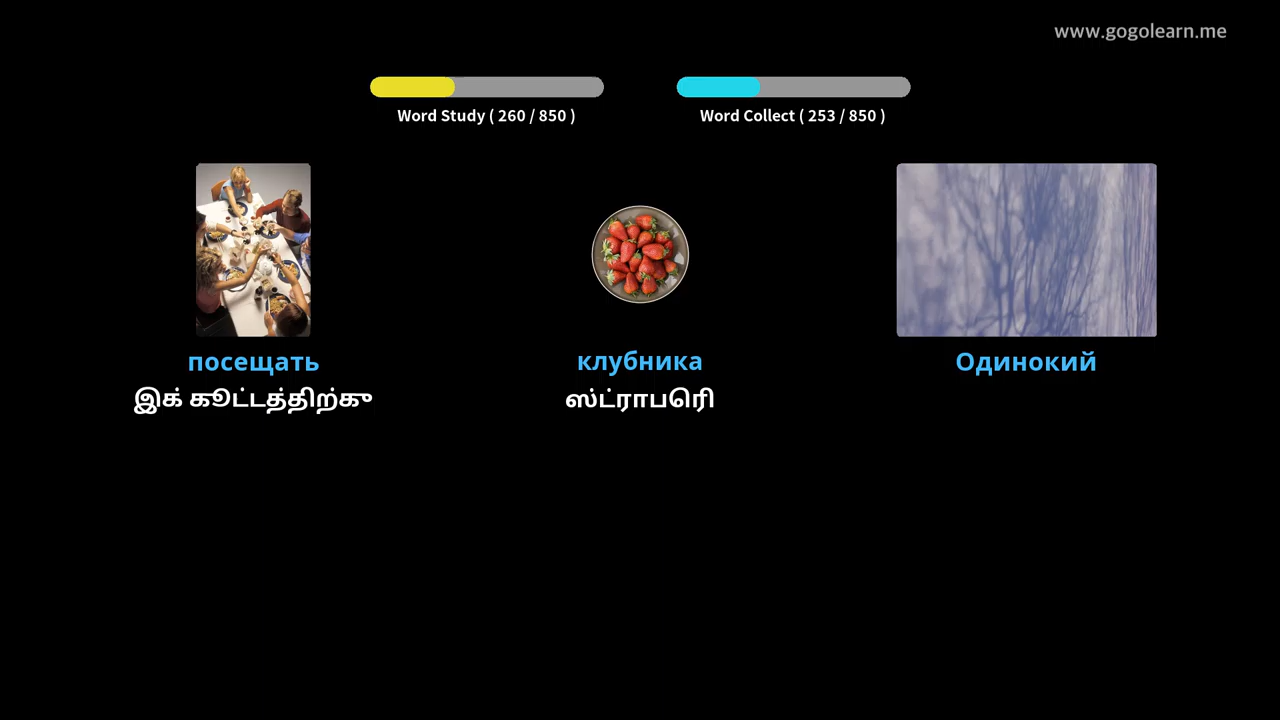 www.gogolearn.me
Word Study ( 260 / 850 )
Word Collect ( 253 / 850 )
посещать
இக் கூட்டத்திற்கு
клубника
ஸ்ட்ராபெரி
Одинокий